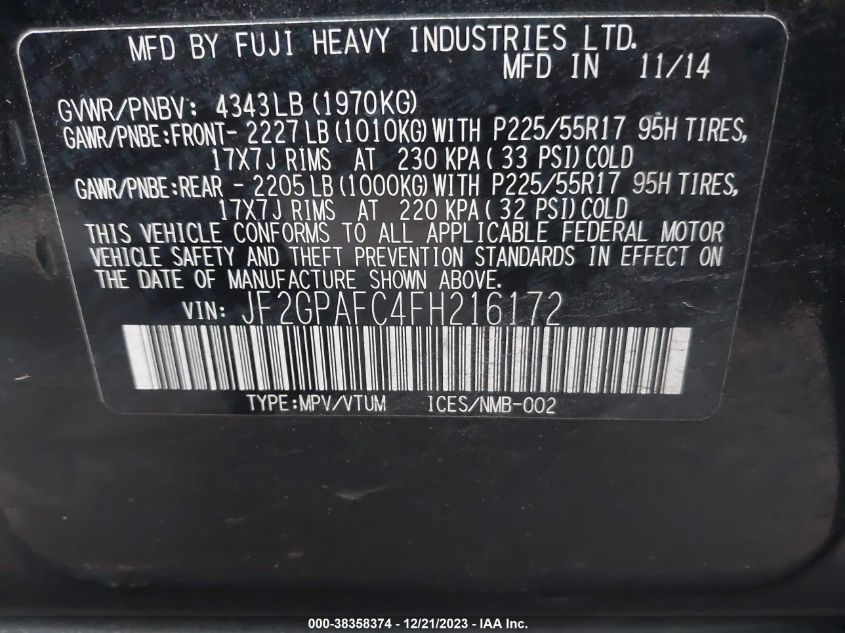 MFD BY FUJI HEAVY INDUSTRIES LTD.
MFD IN 11/14
GVWR/PNBV: 4343LB (1970KG)
GAWR/PNBE:FRONT- 2227 LB (1010KG) WITH P225/55R17 95H TIRES,
17X7J RIMS AT 230 KPA ( 33 PSI) COLD
GAWR/PNBE:REAR - 2205 LB (1000KG) WITH P225/55R17 95H TIRES,
17X7J RIMS AT 220 KPA ( 32 PSI) COLD
THIS VEHICLE CONFORMS TO ALL APPLICABLE FEDERAL MOTOR
VEHICLE SAFETY AND THEFT PREVENTION STANDARDS IN EFFECT ON
THE DATE OF MANUFACTURE SHOWN ABOVE.
VIN: JF2GPAFC4FH216172
TYPE:MPV/VTUM ICES/NMB-002
000-38358374 - 12/21/2023 - IAA Inc.